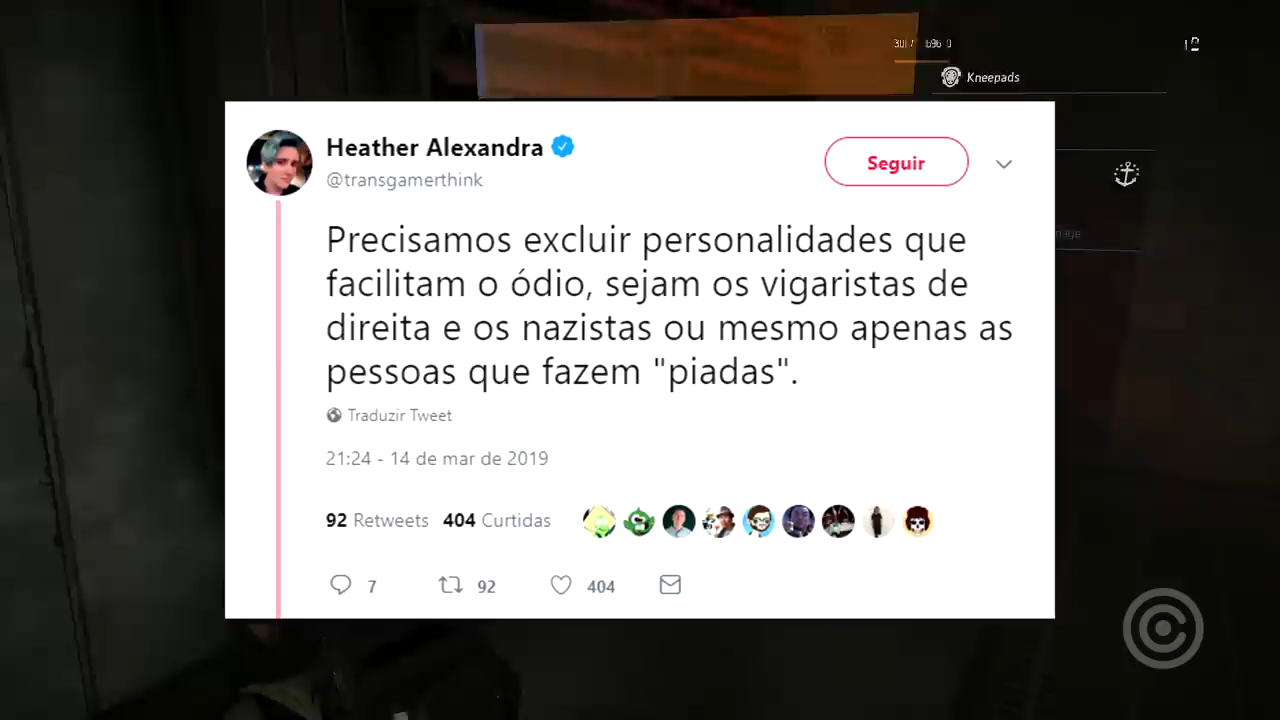 Kneepads
Heather Alexandra
@transgamerthink
Seguir
Precisamos excluir personalidades que
facilitam o ódio, sejam os vigaristas de
direita e os nazistas ou mesmo apenas as
pessoas que fazem "piadas".
Traduzir Tweet
21:24 - 14 de mar de 2019
92 Retweets 404 Curtidas
7 92 404